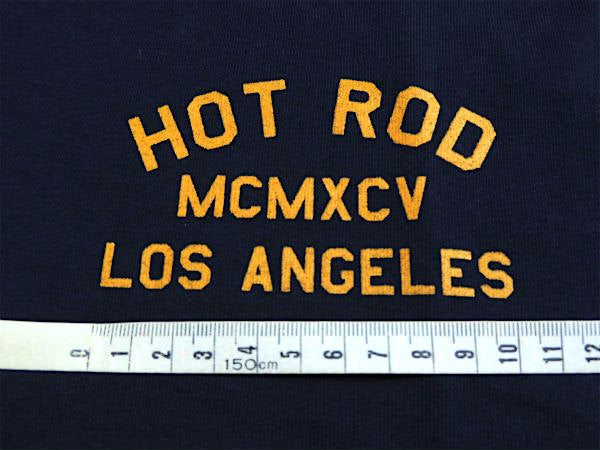 HOT ROD
MCMXCV
LOS ANGELES
0 1 2 3 4 5 6 7 8 9 10 11 12
150cm